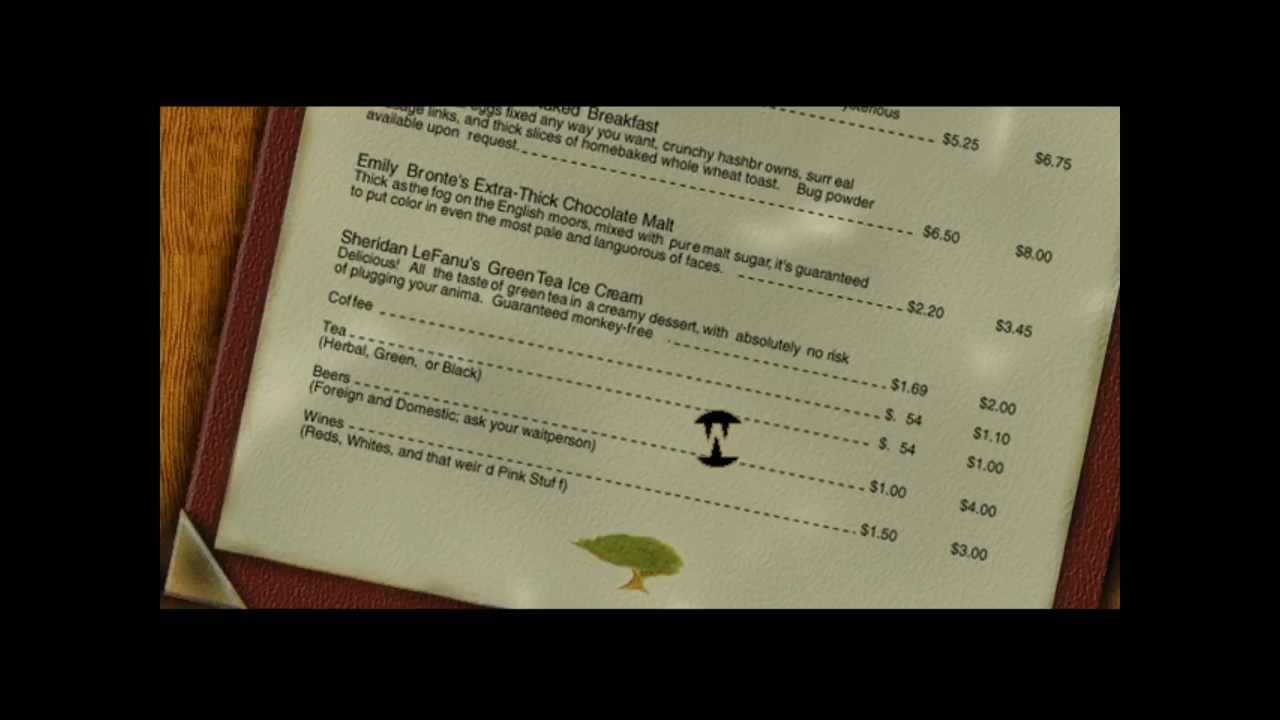 Breakfast
eggs fixed any way you want, crunchy hashbr owns, surr eal
links, and thick slices of homebaked whole wheat toast. Bug powder
available upon request. $5.25 $6.75
Emily Bronte's Extra-Thick Chocolate Malt
Thick as the fog on the English moors, mixed with pure malt sugar, it's guaranteed
to put color in even the most pale and languorous of faces. $6.50 $8.00
Sheridan LeFanu's Green Tea Ice Cream
Delicious! All the taste of green tea in a creamy dessert, with absolutely no risk
of plugging your anima. Guaranteed monkey-free $2.20 $3.45
Coffee $1.69 $2.00
Tea $. 54 $1.10
(Herbal, Green, or Black) $. 54 $1.00
Beers $1.00 $4.00
(Foreign and Domestic; ask your waitperson)
Wines $1.50 $3.00
(Reds, Whites, and that weir d Pink Stuf f)